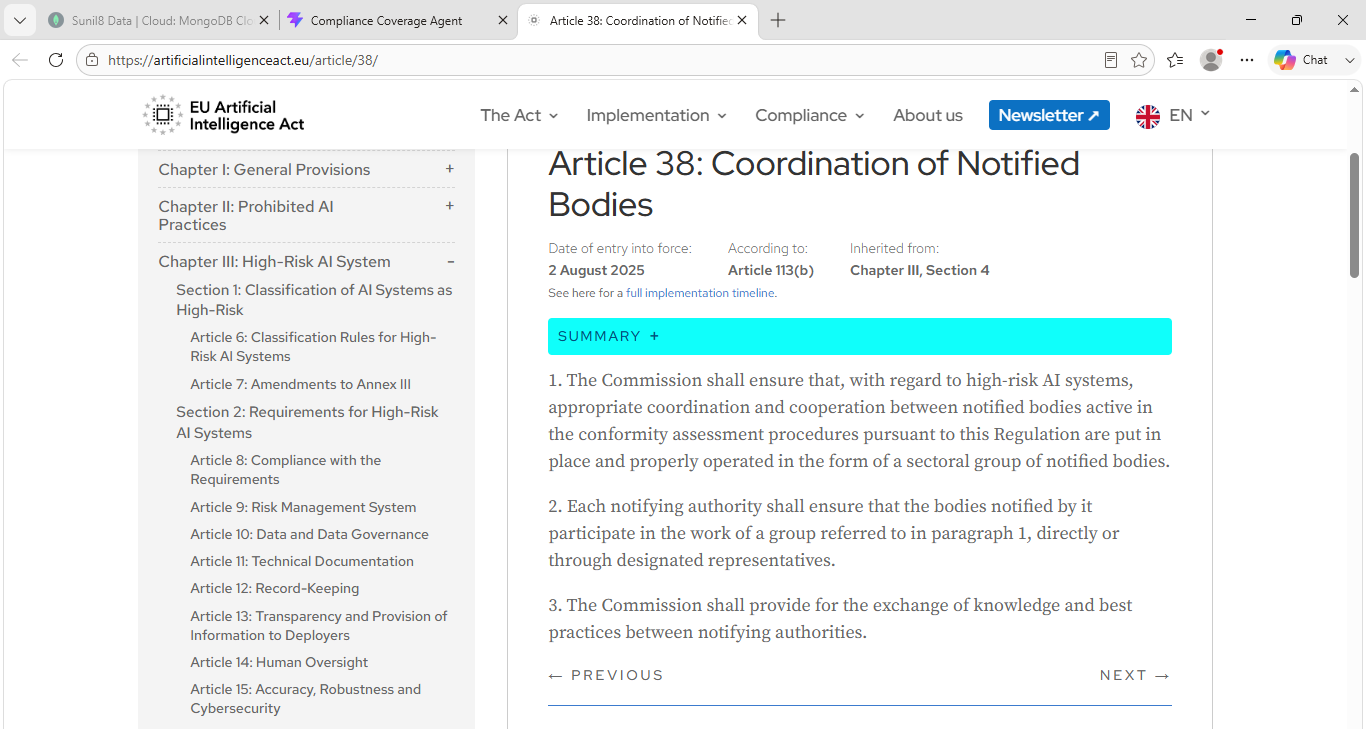 Sunil8 Data | Cloud: MongoDB Clo
Compliance Coverage Agent
Article 38: Coordination of Notified
https://artificialintelligenceact.eu/article/38/
Chat
EU Artificial
Intelligence Act
The Act
Implementation
Compliance
About us
Newsletter ↗
EN
Chapter I: General Provisions +
Chapter II: Prohibited AI +
Practices
Chapter III: High-Risk AI System -
Section 1: Classification of AI Systems as
High-Risk
Article 6: Classification Rules for High-
Risk AI Systems
Article 7: Amendments to Annex III
Section 2: Requirements for High-Risk
AI Systems
Article 8: Compliance with the
Requirements
Article 9: Risk Management System
Article 10: Data and Data Governance
Article 11: Technical Documentation
Article 12: Record-Keeping
Article 13: Transparency and Provision of
Information to Deployers
Article 14: Human Oversight
Article 15: Accuracy, Robustness and
Cybersecurity
Article 38: Coordination of Notified
Bodies
Date of entry into force:
2 August 2025
According to:
Article 113(b)
Inherited from:
Chapter III, Section 4
See here for a full implementation timeline.
SUMMARY +
1. The Commission shall ensure that, with regard to high-risk AI systems,
appropriate coordination and cooperation between notified bodies active in
the conformity assessment procedures pursuant to this Regulation are put in
place and properly operated in the form of a sectoral group of notified bodies.
2. Each notifying authority shall ensure that the bodies notified by it
participate in the work of a group referred to in paragraph 1, directly or
through designated representatives.
3. The Commission shall provide for the exchange of knowledge and best
practices between notifying authorities.
← PREVIOUS
NEXT →